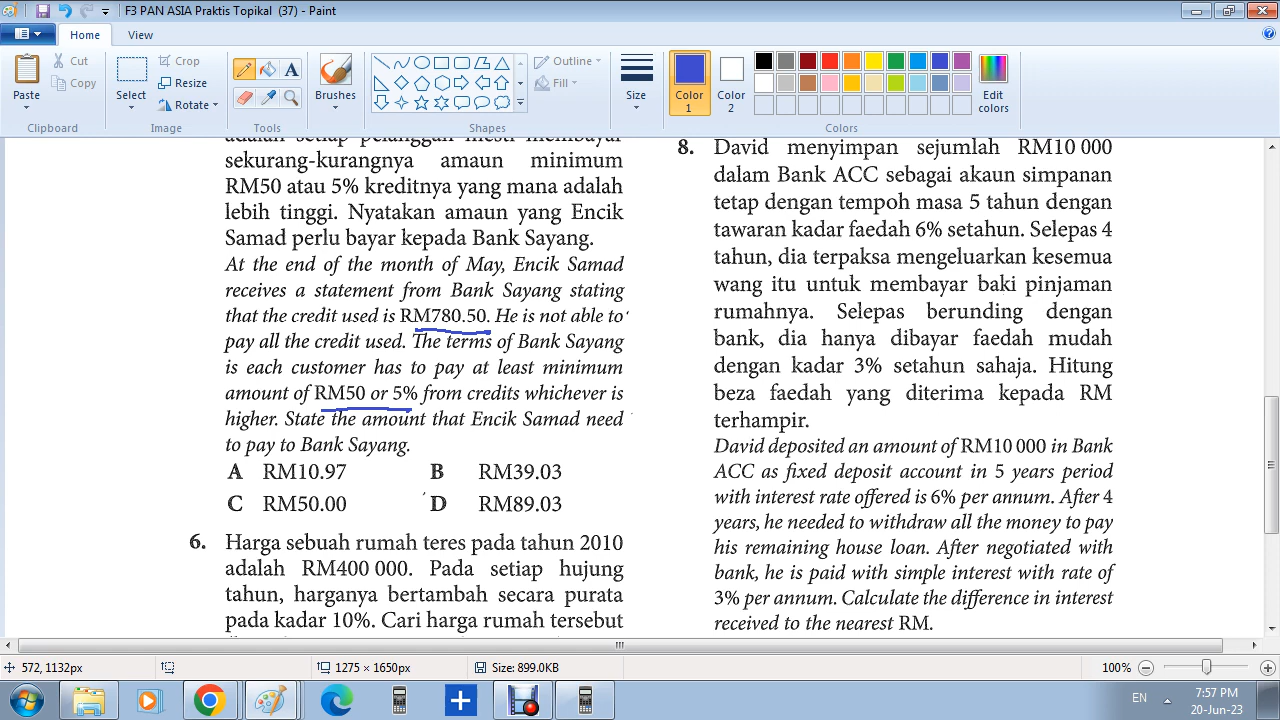 F3 PAN ASIA Praktis Topikal (37) - Paint
Home
View
Paste
Cut
Copy
Clipboard
Select
Crop
Resize
Rotate
Image
Tools
Brushes
Shapes
Outline
Fill
Size
Color 1
Color 2
Edit colors
Colors
adalah setiap pelanggan mesti membayar
sekurang-kurangnya amaun minimum
RM50 atau 5% kreditnya yang mana adalah
lebih tinggi. Nyatakan amaun yang Encik
Samad perlu bayar kepada Bank Sayang.
At the end of the month of May, Encik Samad
receives a statement from Bank Sayang stating
that the credit used is RM780.50. He is not able to
pay all the credit used. The terms of Bank Sayang
is each customer has to pay at least minimum
amount of RM50 or 5% from credits whichever is
higher. State the amount that Encik Samad need
to pay to Bank Sayang.
A RM10.97 B RM39.03
C RM50.00 D RM89.03
6. Harga sebuah rumah teres pada tahun 2010
adalah RM400 000. Pada setiap hujung
tahun, harganya bertambah secara purata
pada kadar 10%. Cari harga rumah tersebut
8. David menyimpan sejumlah RM10 000
dalam Bank ACC sebagai akaun simpanan
tetap dengan tempoh masa 5 tahun dengan
tawaran kadar faedah 6% setahun. Selepas 4
tahun, dia terpaksa mengeluarkan kesemua
wang itu untuk membayar baki pinjaman
rumahnya. Selepas berunding dengan
bank, dia hanya dibayar faedah mudah
dengan kadar 3% setahun sahaja. Hitung
beza faedah yang diterima kepada RM
terhampir.
David deposited an amount of RM10 000 in Bank
ACC as fixed deposit account in 5 years period
with interest rate offered is 6% per annum. After 4
years, he needed to withdraw all the money to pay
his remaining house loan. After negotiated with
bank, he is paid with simple interest with rate of
3% per annum. Calculate the difference in interest
received to the nearest RM.
572, 1132px
1275 × 1650px
Size: 899.0KB
100%
EN
7:57 PM
20-Jun-23